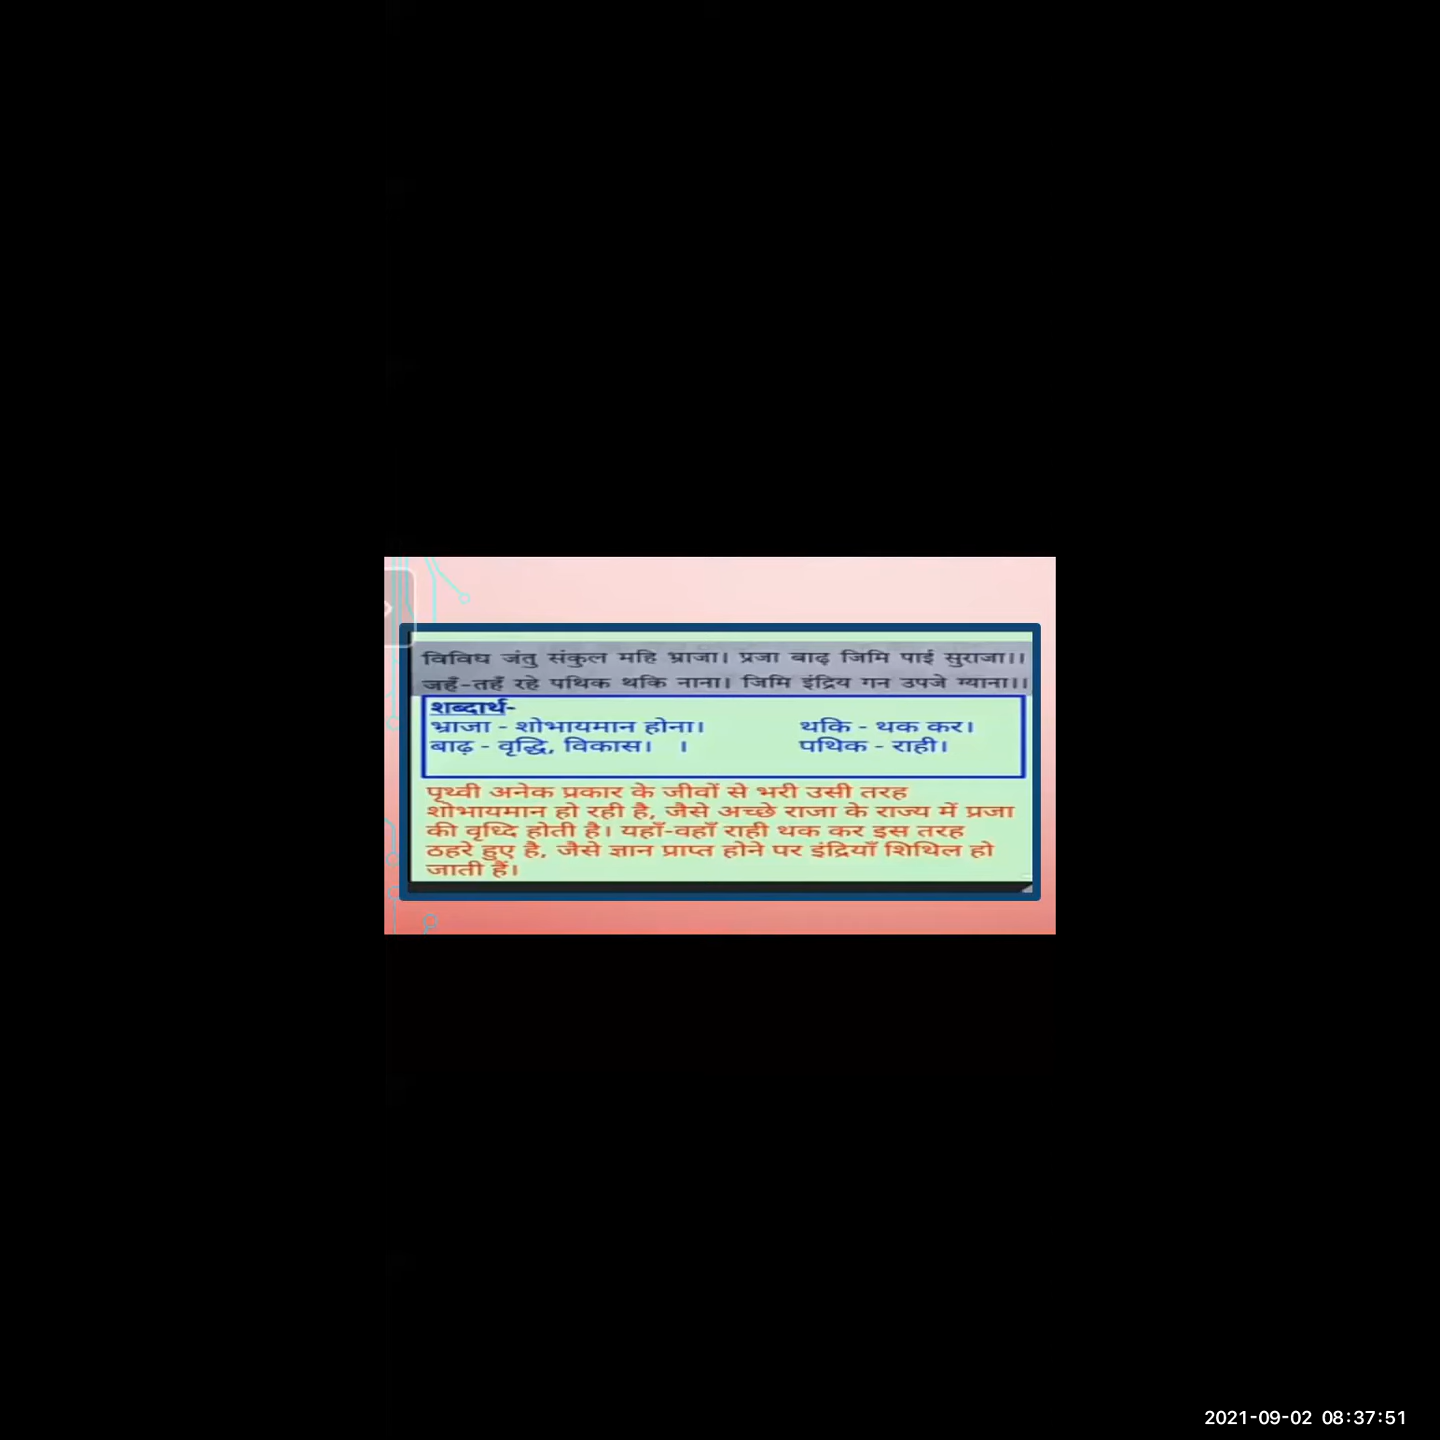 विविध जंतु संकुल महि भ्राजा। प्रजा बाढ़ जिमि पाई सुराजा।।
जहँ-तहँ रहे पथिक थकि नाना। जिमि इंद्रिय गन उपजे ग्याना।।
शब्दार्थ-
भ्राजा - शोभायमान होना। थकि - थक कर।
बाढ़ - वृद्धि, विकास। । पथिक - राही।
पृथ्वी अनेक प्रकार के जीवों से भरी उसी तरह
शोभायमान हो रही है, जैसे अच्छे राजा के राज्य में प्रजा
की वृध्दि होती है। यहाँ-वहाँ राही थक कर इस तरह
ठहरे हुए है, जैसे ज्ञान प्राप्त होने पर इंद्रियाँ शिथिल हो
जाती हैं।
2021-09-02 08:37:51